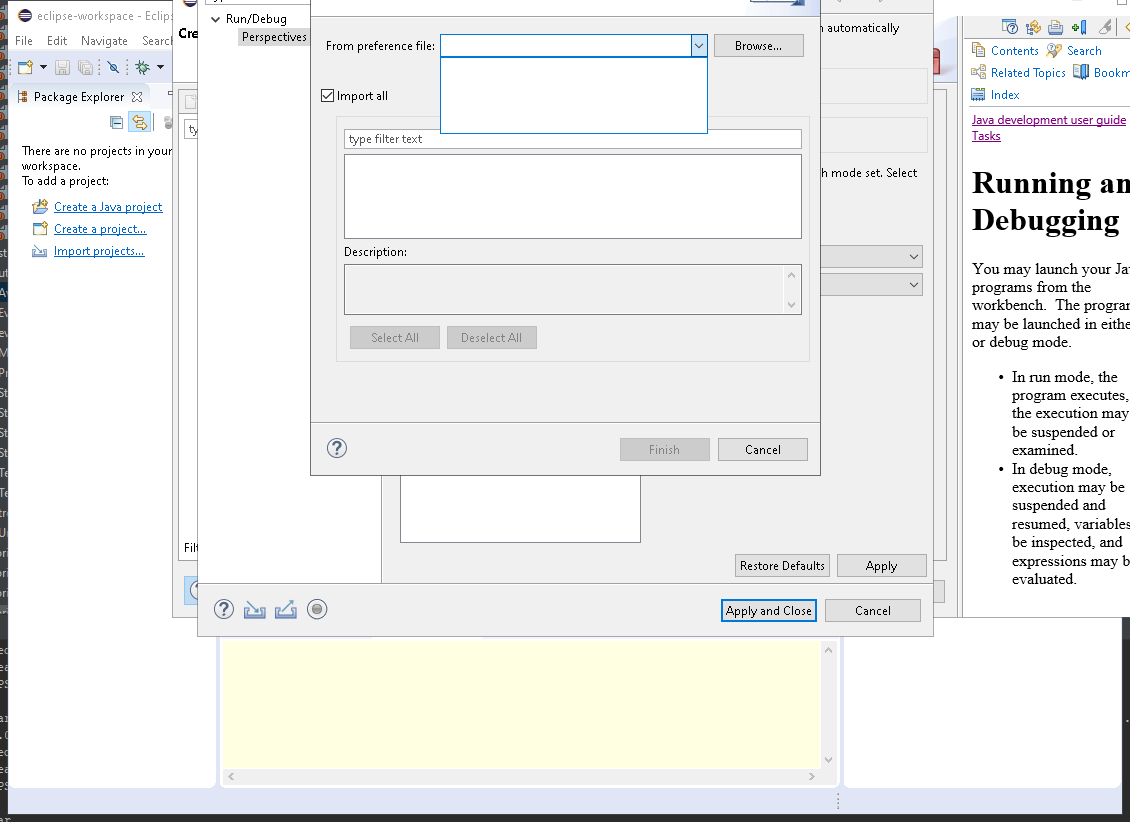 eclipse-workspace - Eclips
File Edit Navigate Search
Package Explorer
There are no projects in your
workspace.
To add a project:
Create a Java project
Create a project...
Import projects...
Cre
ty
Filt
Run/Debug
Perspectives
From preference file:
Browse...
Import all
type filter text
Description:
Select All
Deselect All
Finish
Cancel
automatically
h mode set. Select
Restore Defaults
Apply
Apply and Close
Cancel
Contents
Search
Related Topics
Bookm
Index
Java development user guide
Tasks
Running an
Debugging
You may launch your Ja
programs from the
workbench. The program
may be launched in eithe
or debug mode.
• In run mode, the
program executes,
the execution may
be suspended or
examined.
• In debug mode,
execution may be
suspended and
resumed, variables
be inspected, and
expressions may b
evaluated.